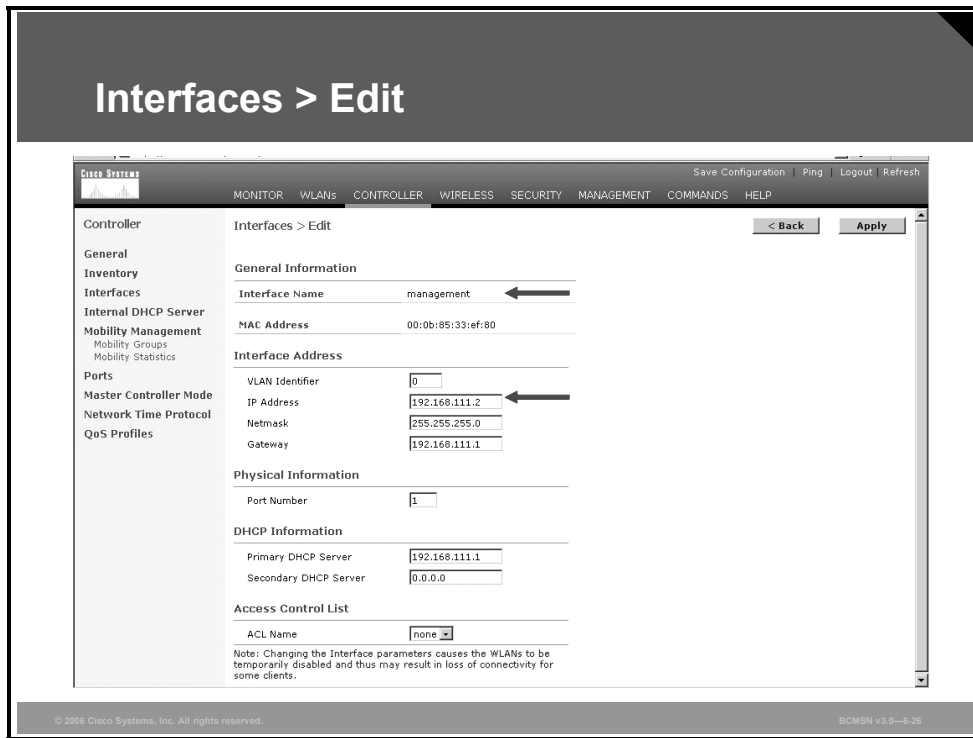 Interfaces > Edit
CISCO SYSTEMS
Save Configuration | Ping | Logout | Refresh
MONITOR WLANs CONTROLLER WIRELESS SECURITY MANAGEMENT COMMANDS HELP
Controller
General
Inventory
Interfaces
Internal DHCP Server
Mobility Management
Mobility Groups
Mobility Statistics
Ports
Master Controller Mode
Network Time Protocol
QoS Profiles
Interfaces > Edit
< Back
Apply
General Information
Interface Name management
MAC Address 00:0b:85:33:ef:80
Interface Address
VLAN Identifier 0
IP Address 192.168.111.2
Netmask 255.255.255.0
Gateway 192.168.111.1
Physical Information
Port Number 1
DHCP Information
Primary DHCP Server 192.168.111.1
Secondary DHCP Server 0.0.0.0
Access Control List
ACL Name none
Note: Changing the Interface parameters causes the WLANs to be
temporarily disabled and thus may result in loss of connectivity for
some clients.
© 2006 Cisco Systems, Inc. All rights reserved.
BCMSN v3.0—6-26